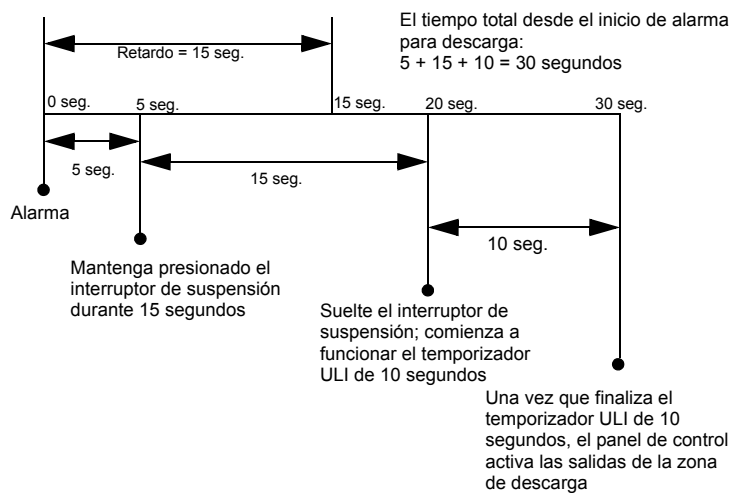 El tiempo total desde el inicio de alarma
para descarga:
5 + 15 + 10 = 30 segundos
Retardo = 15 seg.
0 seg.
5 seg.
15 seg.
20 seg.
30 seg.
5 seg.
15 seg.
Alarma
10 seg.
Mantenga presionado el
interruptor de suspensión
durante 15 segundos
Suelte el interruptor de
suspensión; comienza a
funcionar el temporizador
ULI de 10 segundos
Una vez que finaliza el
temporizador ULI de 10
segundos, el panel de control
activa las salidas de la zona
de descarga